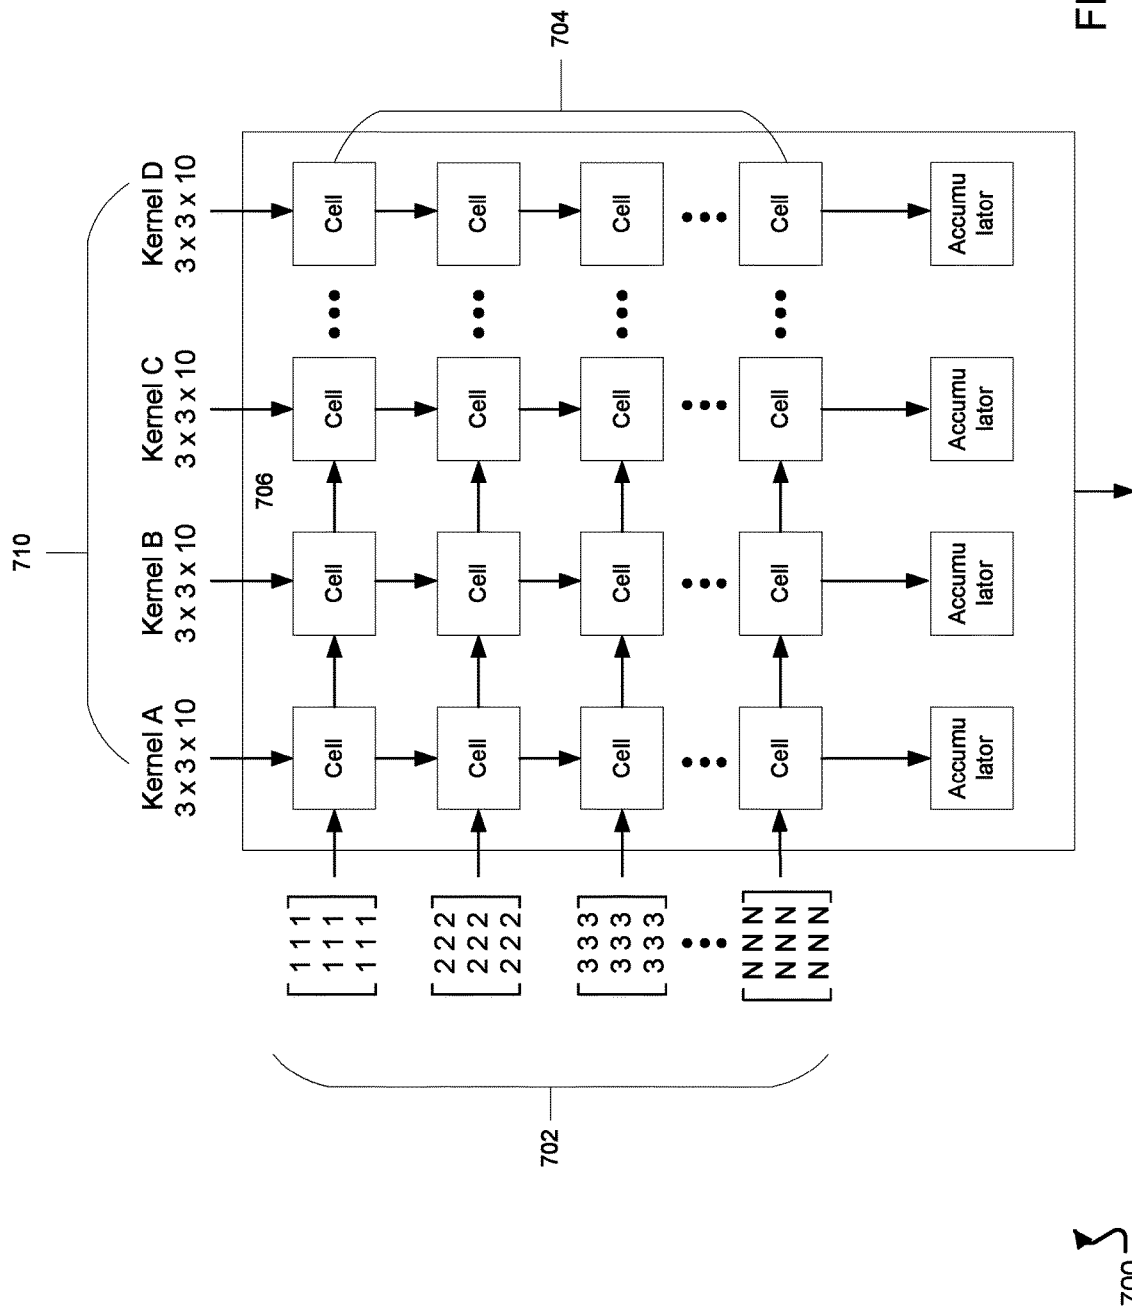 710
Kernel A Kernel B Kernel C Kernel D
3 x 3 x 10 3 x 3 x 10 3 x 3 x 10 3 x 3 x 10
706
1 1 1
1 1 1
1 1 1
Cell Cell Cell Cell
2 2 2
2 2 2
2 2 2
Cell Cell Cell Cell
702
704
3 3 3
3 3 3
3 3 3
Cell Cell Cell Cell
N N N
N N N
N N N
Cell Cell Cell Cell
Accumu Accumu Accumu Accumu
lator lator lator lator
700